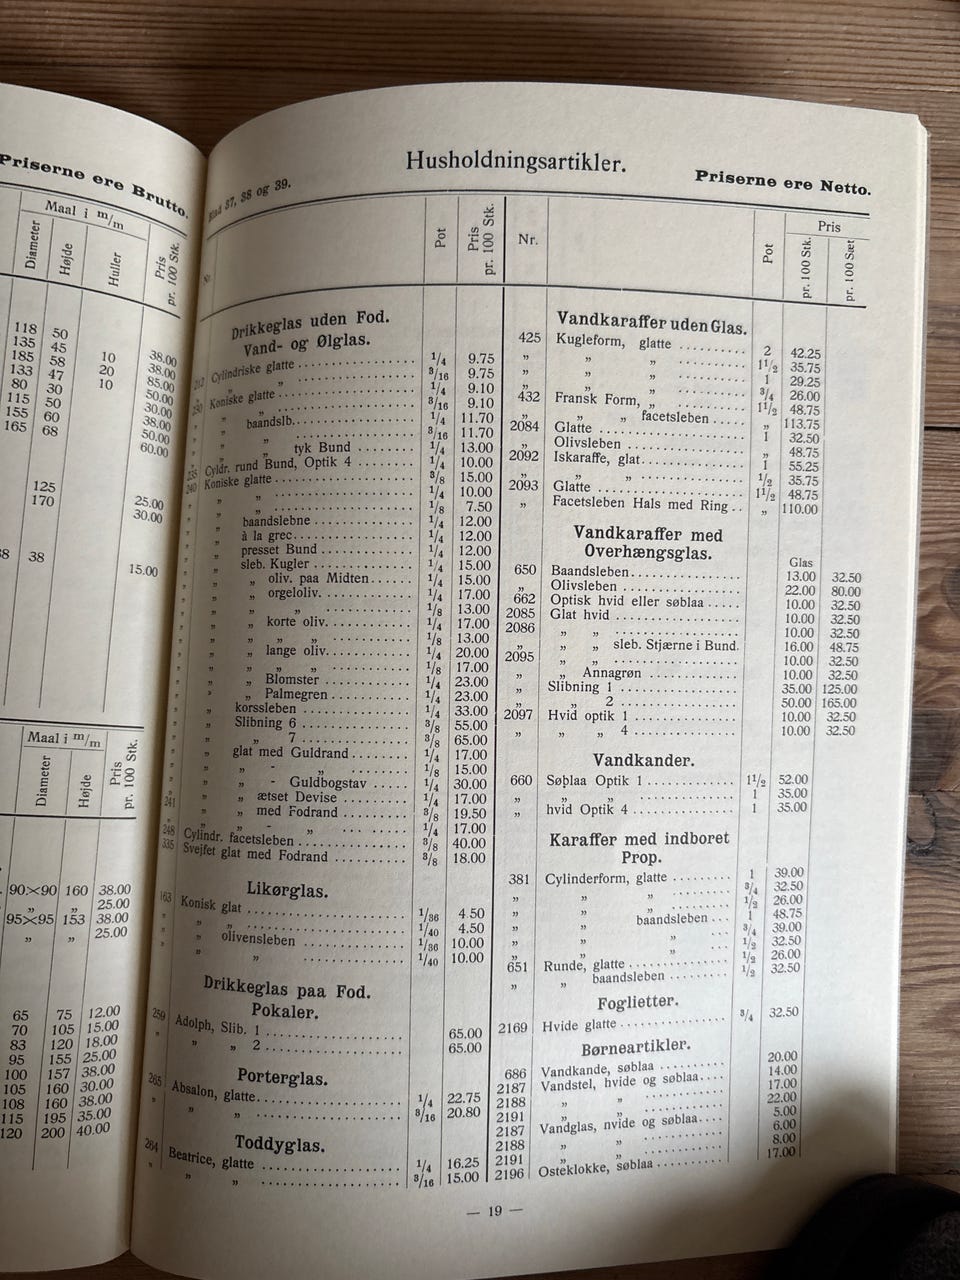 Priserne ere Brutto.
Maal i m/m
Diameter Højde Huller Pris pr. 100 Stk.
118 50
135 45 10 38.00
185 58 20 38.00
133 47 10 85.00
80 30 50.00
115 50 30.00
155 60 38.00
165 68 50.00
60.00
125 25.00
170 30.00
38 15.00
Maal i m/m
Diameter Højde Pris pr. 100 Stk.
90×90 160 38.00
„ „ 25.00
95×95 153 38.00
„ „ 25.00
65 75 12.00
70 105 15.00
83 120 18.00
95 155 25.00
100 157 38.00
105 160 30.00
108 160 38.00
115 195 35.00
120 200 40.00
Husholdningsartikler.
Blad 37, 38 og 39.
Priserne ere Netto.
Nr. Pot Pris pr. 100 Stk.
Drikkeglas uden Fod.
Vand- og Ølglas.
212 Cylindriske glatte 1/4 9.75
„ „ „ 3/16 9.75
230 Koniske glatte 1/4 9.10
„ „ „ 3/16 9.10
„ „ baandslb. 1/4 11.70
„ „ „ 3/16 11.70
„ „ tyk Bund 1/4 13.00
235 Cyldr. rund Bund, Optik 4 1/4 10.00
240 Koniske glatte 3/8 15.00
„ „ „ 1/4 10.00
„ „ „ 1/8 7.50
„ „ baandslebne 1/4 12.00
„ „ à la grec. 1/4 12.00
„ „ presset Bund 1/4 12.00
„ „ sleb. Kugler 1/4 15.00
„ „ „ oliv. paa Midten 1/4 15.00
„ „ „ orgeloliv. 1/4 17.00
„ „ „ „ 1/8 13.00
„ „ „ korte oliv. 1/4 17.00
„ „ „ „ „ 1/8 13.00
„ „ „ lange oliv. 1/4 20.00
„ „ „ „ „ 1/8 17.00
„ „ „ Blomster 1/4 23.00
„ „ „ Palmegren 1/4 23.00
„ „ korssleben 1/4 33.00
„ „ Slibning 6 3/8 55.00
„ „ „ 7 3/8 65.00
„ „ glat med Guldrand 1/4 17.00
„ „ „ - „ 1/8 15.00
„ „ „ - Guldbogstav 1/4 30.00
„ „ „ ætset Devise 1/4 17.00
241 „ „ med Fodrand 3/8 19.50
„ „ „ - „ 1/4 17.00
248 Cylindr. facetsleben 3/8 40.00
335 Svejfet glat med Fodrand 3/8 18.00
Likørglas.
163 Konisk glat 1/36 4 50
„ „ „ 1/40 4.50
„ „ olivensleben 1/36 10.00
„ „ „ 1/40 10.00
Drikkeglas paa Fod.
Pokaler.
259 Adolph, Slib. 1 65.00
„ „ „ 2 65.00
Porterglas.
265 Absalon, glatte 1/4 22.75
„ „ „ 3/16 20.80
Toddyglas.
264 Beatrice, glatte 1/4 16.25
„ „ „ 3/16 15.00
Nr. Pot Pris
pr. 100 Stk. pr. 100 Sæt
Vandkaraffer uden Glas.
425 Kugleform, glatte 2 42.25
„ „ „ 1 1/2 35.75
„ „ „ 1 29.25
„ „ „ 3/4 26.00
432 Fransk Form, „ 1 1/2 48.75
„ „ „ facetsleben „ 113.75
2084 Glatte 1 32.50
„ Olivsleben „ 48.75
2092 Iskaraffe, glat 1 55.25
„ „ „ 1/2 35.75
2093 Glatte 1 1/2 48.75
„ Facetsleben Hals med Ring „ 110.00
Vandkaraffer med
Overhængsglas.
Glas
650 Baandsleben 13.00 32.50
„ Olivsleben 22.00 80.00
662 Optisk hvid eller søblaa 10.00 32.50
2085 Glat hvid 10.00 32.50
2086 „ „ 10.00 32.50
„ „ „ sleb. Stjærne i Bund. 16.00 48.75
2095 „ „ 10.00 32.50
„ „ Annagrøn 10.00 32.50
„ Slibning 1 35.00 125.00
„ „ 2 50.00 165.00
2097 Hvid optik 1 10.00 32.50
„ „ „ 4 10.00 32.50
Vandkander.
660 Søblaa Optik 1 1 1/2 52.00
„ „ „ „ 1 35.00
„ hvid Optik 4 1 35.00
Karaffer med indboret
Prop.
381 Cylinderform, glatte 1 39.00
„ „ „ 3/4 32.50
„ „ „ 1/2 26.00
„ „ baandsleben 1 48.75
„ „ „ 3/4 39.00
„ „ „ 1/2 32.50
651 Runde, glatte 1/2 26.00
„ „ baandsleben 1/2 32.50
Foglietter.
2169 Hvide glatte 3/4 32.50
Børneartikler.
686 Vandkande, søblaa 20.00
2187 Vandstel, hvide og søblaa 14.00
2188 „ „ „ 17.00
2191 „ „ „ 22.00
2187 Vandglas, hvide og søblaa 5.00
2188 „ „ „ 6.00
2191 „ „ „ 8.00
2196 Osteklokke, søblaa 17.00
— 19 —